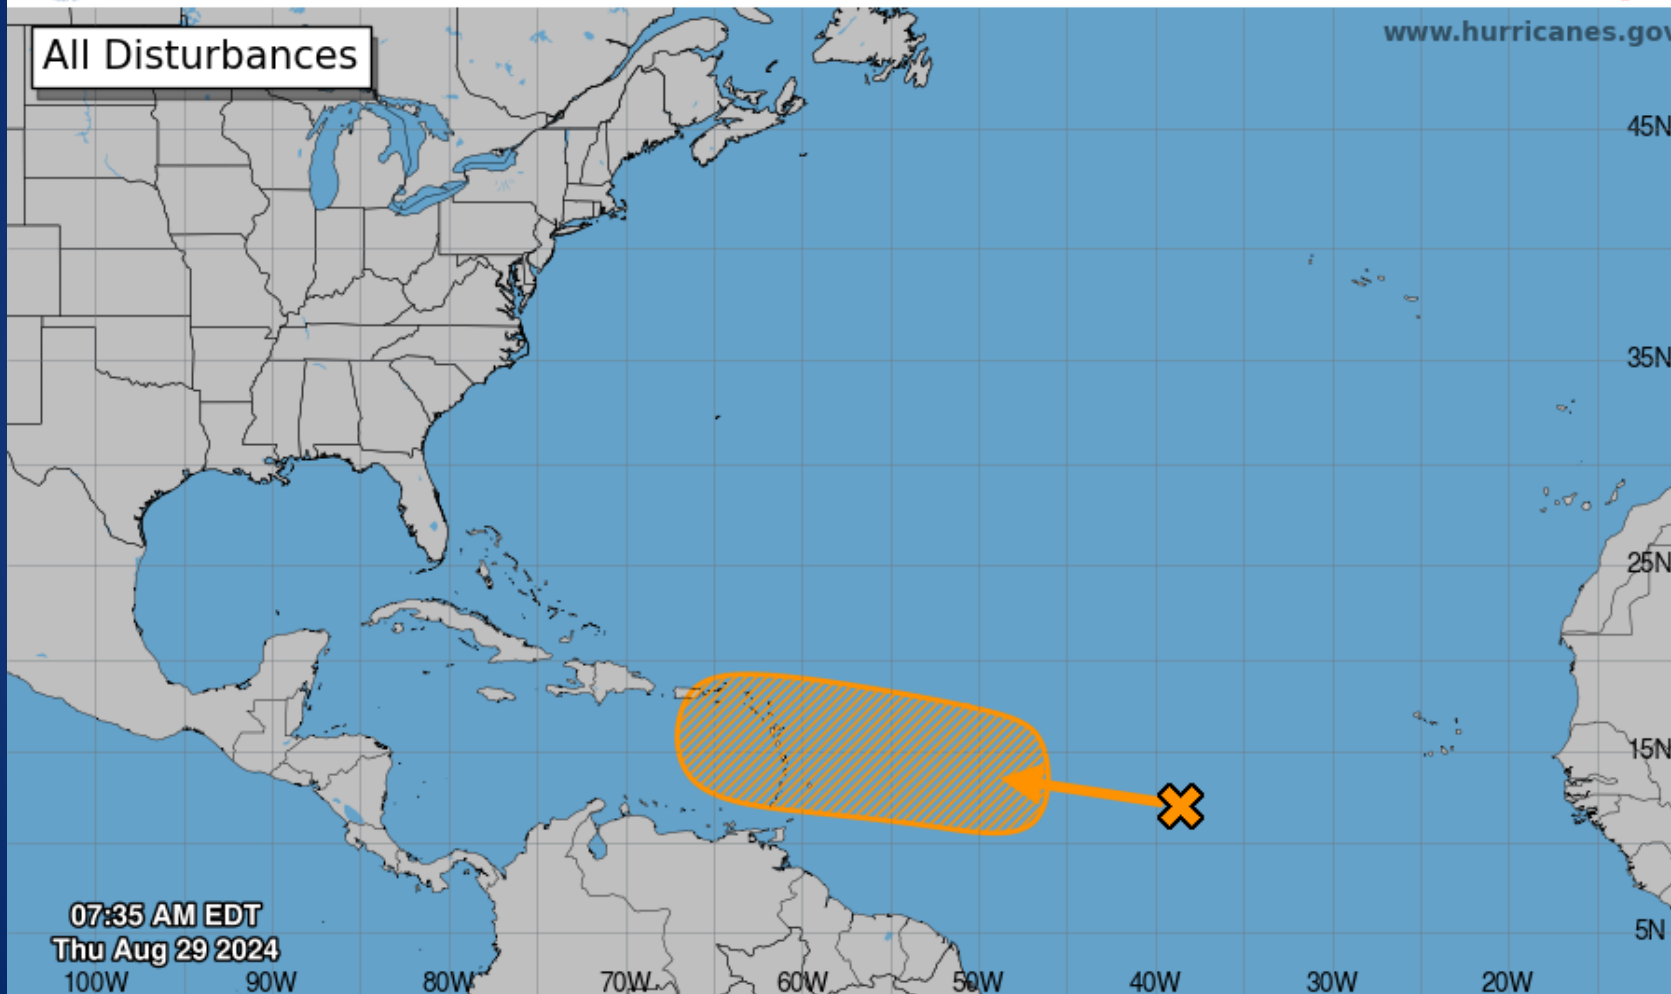 All Disturbances
www.hurricanes.gov
45N
35N
25N
15N
5N
07:35 AM EDT
Thu Aug 29 2024
100W 90W 80W 70W 60W 50W 40W 30W 20W